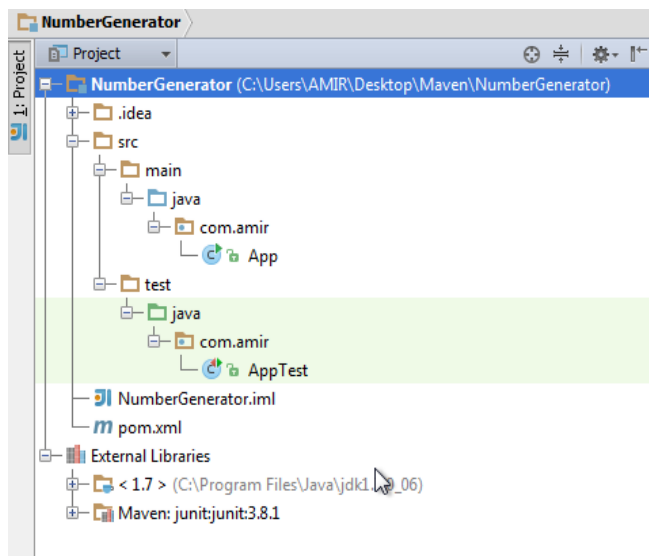 NumberGenerator
1: Project
Project
NumberGenerator (C:\Users\AMIR\Desktop\Maven\NumberGenerator)
.idea
src
main
java
com.amir
App
test
java
com.amir
AppTest
NumberGenerator.iml
m pom.xml
External Libraries
< 1.7 > (C:\Program Files\Java\
Maven: junit:junit:3.8.1